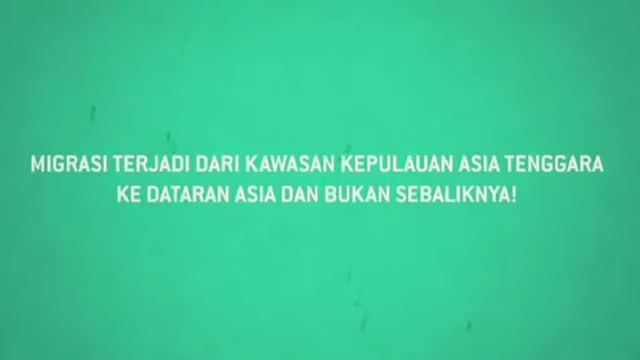 MIGRASI TERJADI DARI KAWASAN KEPULAUAN ASIA TENGGARA
KE DATARAN ASIA DAN BUKAN SEBALIKNYA!